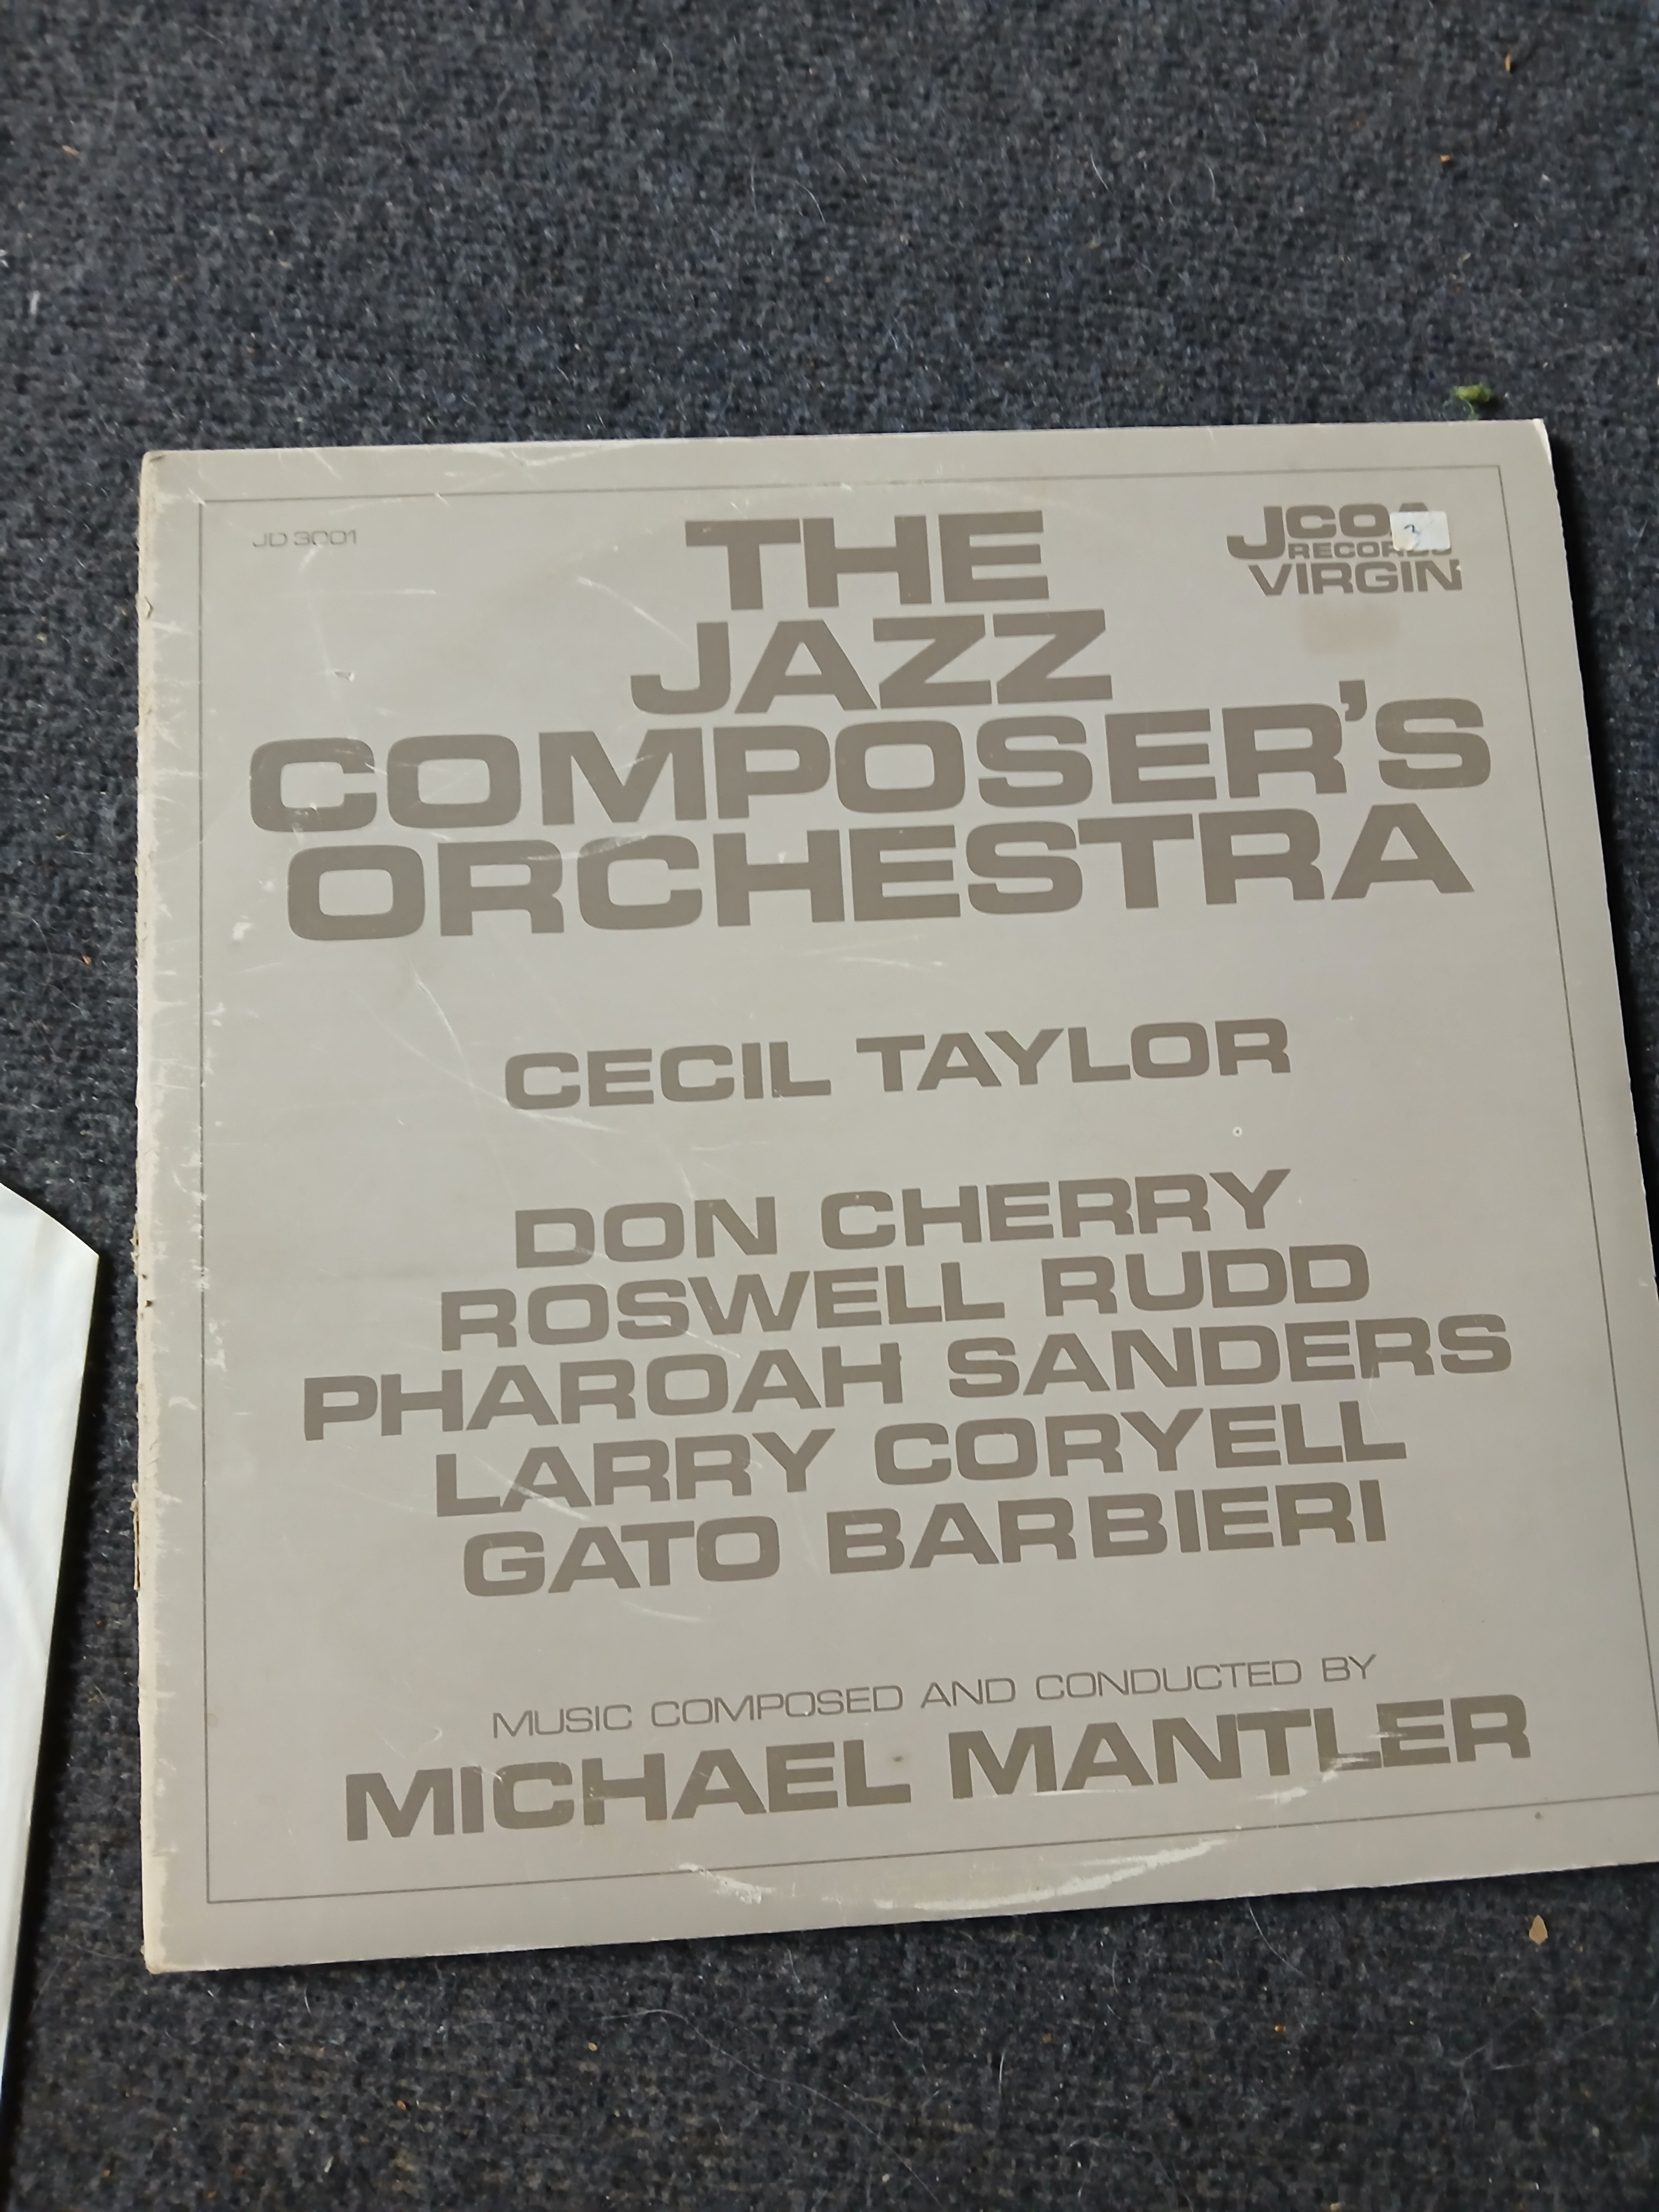 JD 3001
JCOA
RECORDS
VIRGIN
THE
JAZZ
COMPOSER'S
ORCHESTRA
CECIL TAYLOR
DON CHERRY
ROSWELL RUDD
PHAROAH SANDERS
LARRY CORYELL
GATO BARBIERI
MUSIC COMPOSED AND CONDUCTED BY
MICHAEL MANTLER